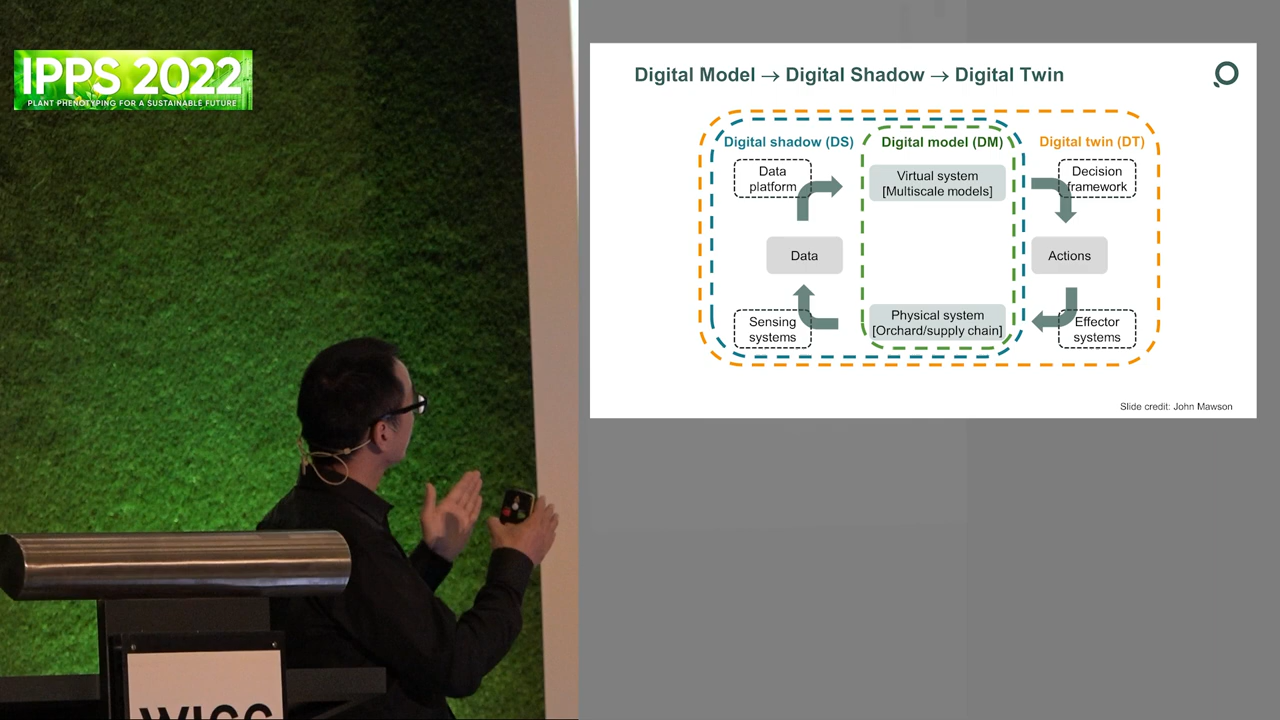 IPPS 2022
PLANT PHENOTYPING FOR A SUSTAINABLE FUTURE
Digital Model → Digital Shadow → Digital Twin
Digital shadow (DS)
Digital model (DM)
Digital twin (DT)
Data
platform
Virtual system
[Multiscale models]
Decision
framework
Data
Actions
Sensing
systems
Physical system
[Orchard/supply chain]
Effector
systems
Slide credit: John Mawson